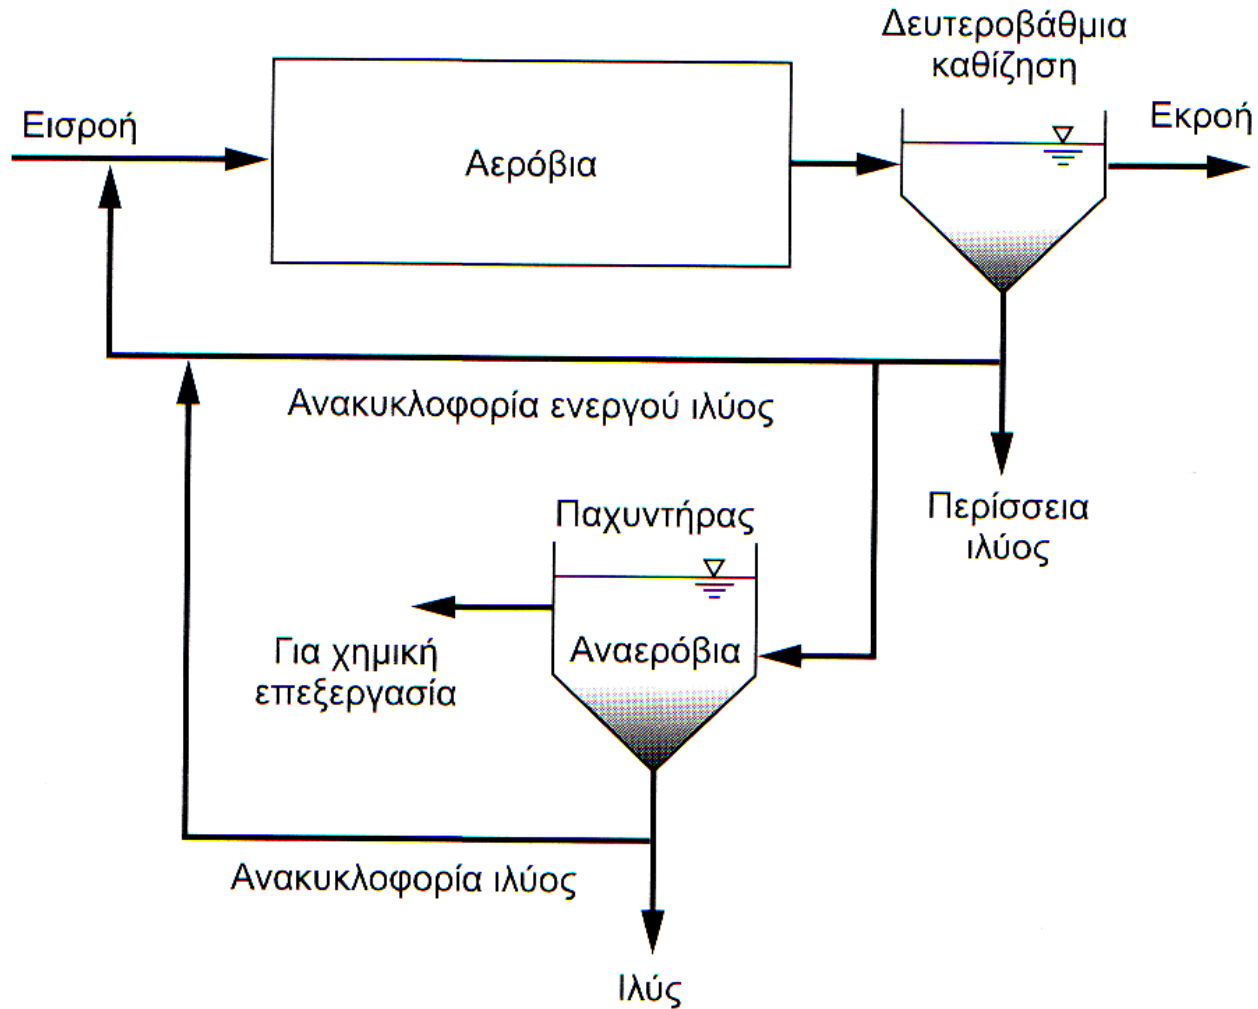 Δευτεροβάθμια
καθίζηση
Εισροή
Εκροή
Αερόβια
Ανακυκλοφορία ενεργού ιλύος
Περίσσεια
ιλύος
Παχυντήρας
Αναερόβια
Για χημική
επεξεργασία
Ανακυκλοφορία ιλύος
Ιλύς